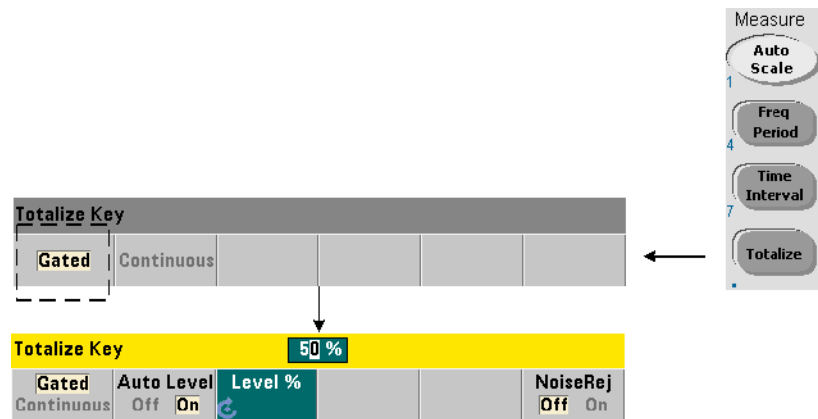 Measure
Auto
Scale
1
Freq
Period
4
Time
Interval
7
Totalize
.
Totalize Key
Gated Continuous
Totalize Key 50 %
Gated Auto Level Level % NoiseRej
Continuous Off On Off On